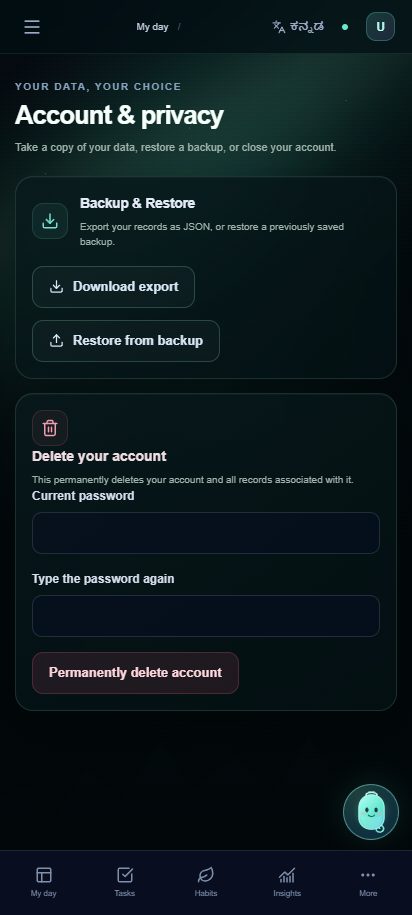 My day /
ಕನ್ನಡ
U
YOUR DATA, YOUR CHOICE
Account & privacy
Take a copy of your data, restore a backup, or close your account.
Backup & Restore
Export your records as JSON, or restore a previously saved
backup.
Download export
Restore from backup
Delete your account
This permanently deletes your account and all records associated with it.
Current password
Type the password again
Permanently delete account
My day
Tasks
Habits
Insights
More